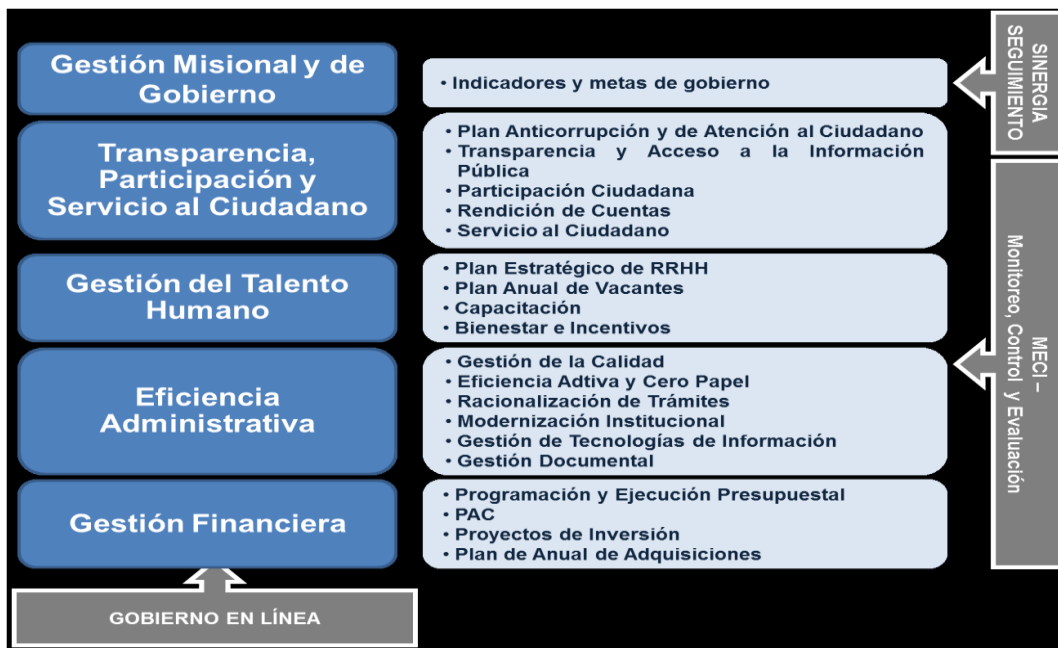 Gestión Misional y de
Gobierno
• Indicadores y metas de gobierno
SINERGIA
SEGUIMIENTO
Transparencia,
Participación y
Servicio al Ciudadano
• Plan Anticorrupción y de Atención al Ciudadano
• Transparencia y Acceso a la Información
Pública
• Participación Ciudadana
• Rendición de Cuentas
• Servicio al Ciudadano
Gestión del Talento
Humano
• Plan Estratégico de RRHH
• Plan Anual de Vacantes
• Capacitación
• Bienestar e Incentivos
MECI –
Monitoreo, Control y Evaluación
Eficiencia
Administrativa
• Gestión de la Calidad
• Eficiencia Adtiva y Cero Papel
• Racionalización de Trámites
• Modernización Institucional
• Gestión de Tecnologías de Información
• Gestión Documental
Gestión Financiera
• Programación y Ejecución Presupuestal
• PAC
• Proyectos de Inversión
• Plan de Anual de Adquisiciones
GOBIERNO EN LÍNEA